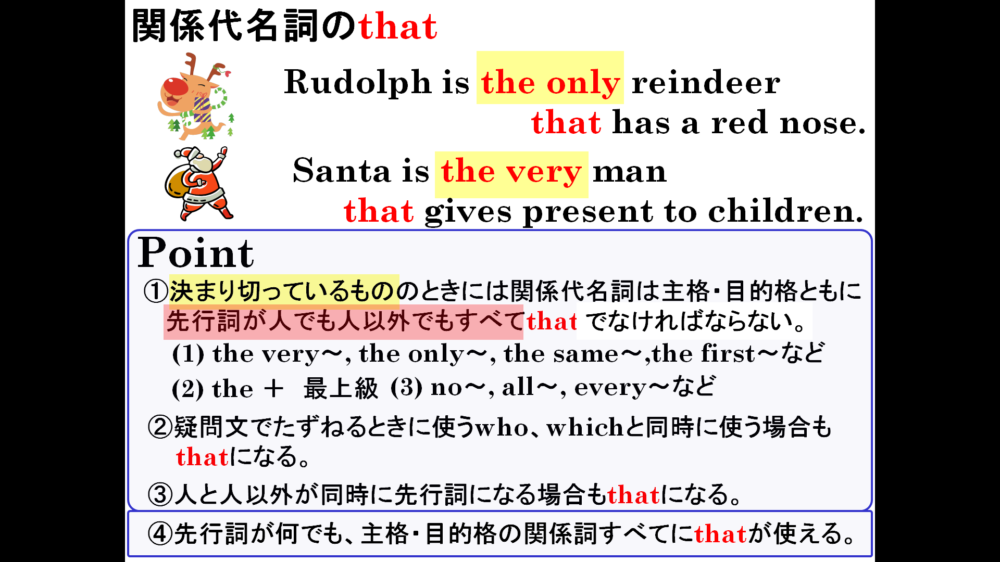 関係代名詞のthat
Rudolph is the only reindeer
that has a red nose.
Santa is the very man
that gives present to children.
Point
①決まり切っているもののときには関係代名詞は主格・目的格ともに
先行詞が人でも人以外でもすべてthat でなければならない。
(1) the very～, the only～, the same～,the first～など
(2) the ＋ 最上級 (3) no～, all～, every～など
②疑問文でたずねるときに使うwho、whichと同時に使う場合も
thatになる。
③人と人以外が同時に先行詞になる場合もthatになる。
④先行詞が何でも、主格・目的格の関係詞すべてにthatが使える。